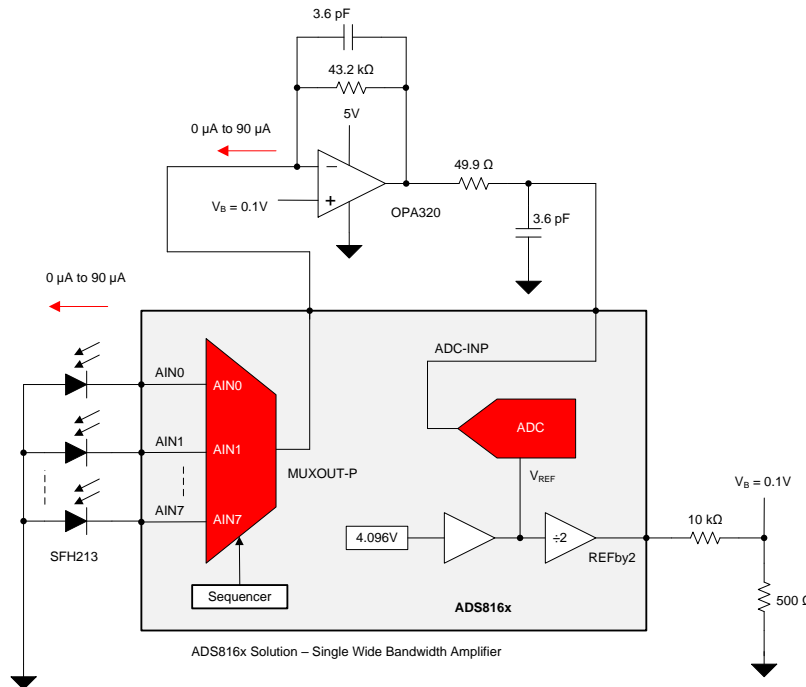 3.6 pF
43.2 kΩ
5V
0 µA to 90 µA
49.9 Ω
V_B = 0.1V
OPA320
3.6 pF
0 µA to 90 µA
ADC-INP
AIN0
AIN0
ADC
AIN1
AIN1
MUXOUT-P
V_REF
V_B = 0.1V
AIN7
AIN7
10 kΩ
4.096V
÷2
SFH213
REFby2
Sequencer
ADS816x
500 Ω
ADS816x Solution – Single Wide Bandwidth Amplifier